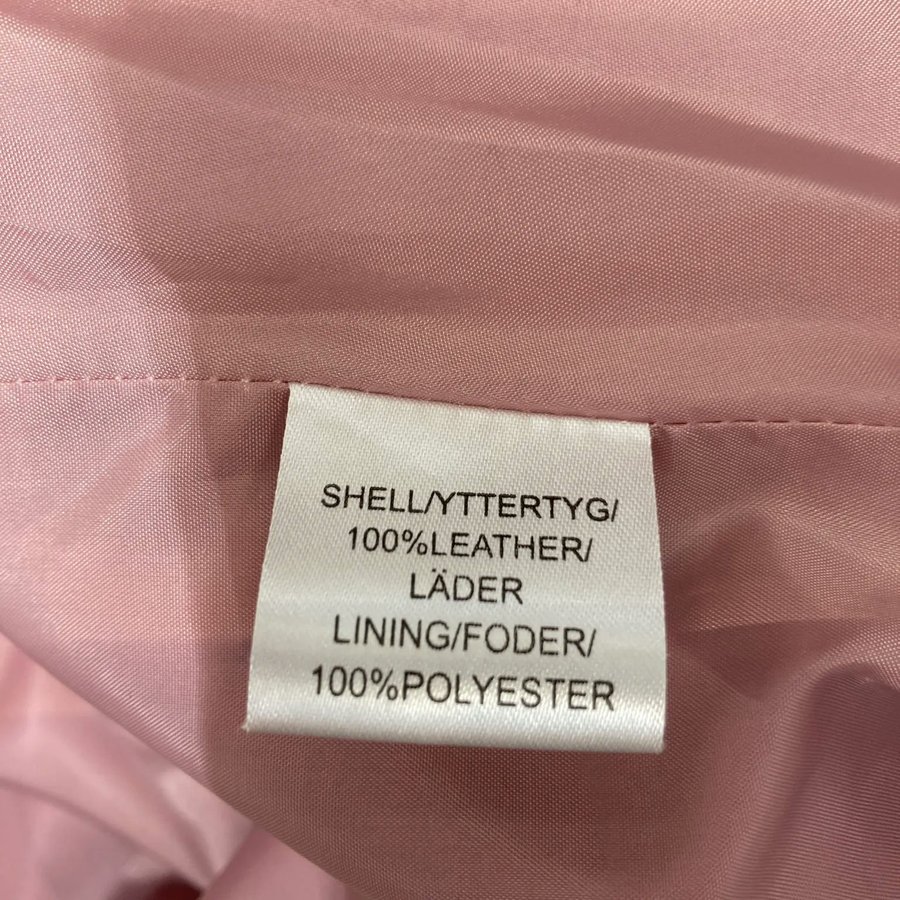 SHELL/YTTERTYG/
100%LEATHER/
LÄDER
LINING/FODER/
100%POLYESTER